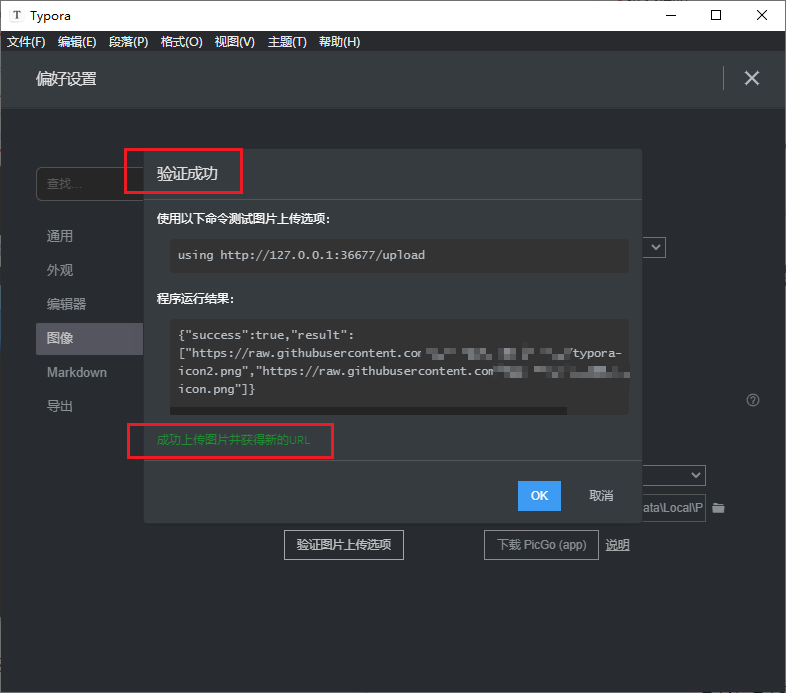 Typora
文件(F) 编辑(E) 段落(P) 格式(O) 视图(V) 主题(T) 帮助(H)
偏好设置
查找...
通用
外观
编辑器
图像
Markdown
导出
验证成功
使用以下命令测试图片上传选项：
using http://127.0.0.1:36677/upload
程序运行结果：
{"success":true,"result":
["https://raw.githubusercontent.com /typora-
icon2.png","https://raw.githubusercontent.com
icon.png"]}
成功上传图片并获得新的URL
OK 取消
ata\Local\P
验证图片上传选项 下载 PicGo (app) 说明